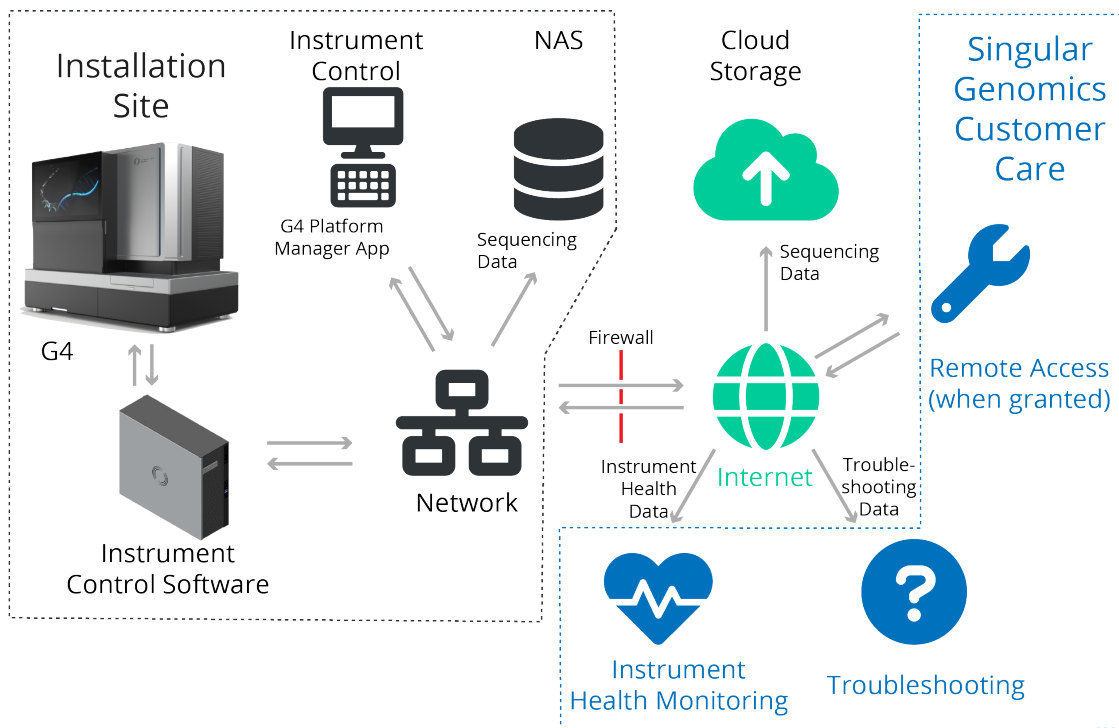 Installation
Site
Instrument
Control
NAS
Cloud
Storage
Singular
Genomics
Customer
Care
G4 Platform
Manager App
Sequencing
Data
Sequencing
Data
G4
Firewall
Remote Access
(when granted)
Instrument
Health
Data
Internet
Trouble-
shooting
Data
Network
Instrument
Control Software
Instrument
Health Monitoring
Troubleshooting